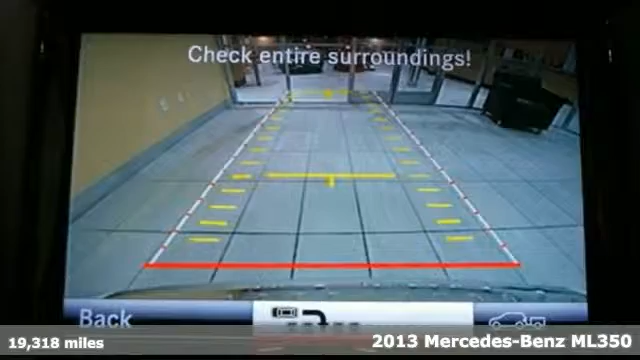 Check entire surroundings!
Back
19,318 miles
2013 Mercedes-Benz ML350